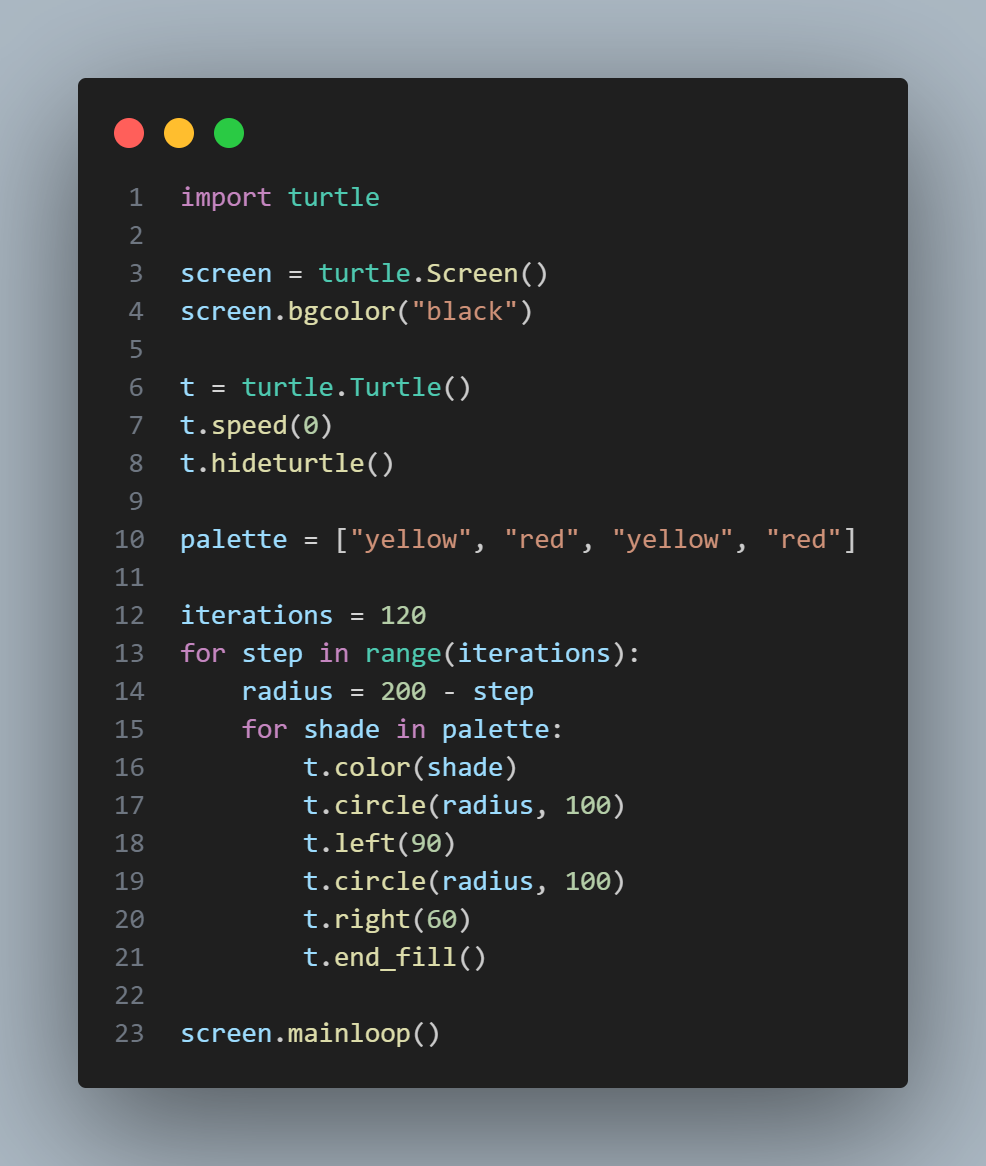 1 import turtle
2
3 screen = turtle.Screen()
4 screen.bgcolor("black")
5
6 t = turtle.Turtle()
7 t.speed(0)
8 t.hideturtle()
9
10 palette = ["yellow", "red", "yellow", "red"]
11
12 iterations = 120
13 for step in range(iterations):
14     radius = 200 - step
15     for shade in palette:
16         t.color(shade)
17         t.circle(radius, 100)
18         t.left(90)
19         t.circle(radius, 100)
20         t.right(60)
21         t.end_fill()
22
23 screen.mainloop()